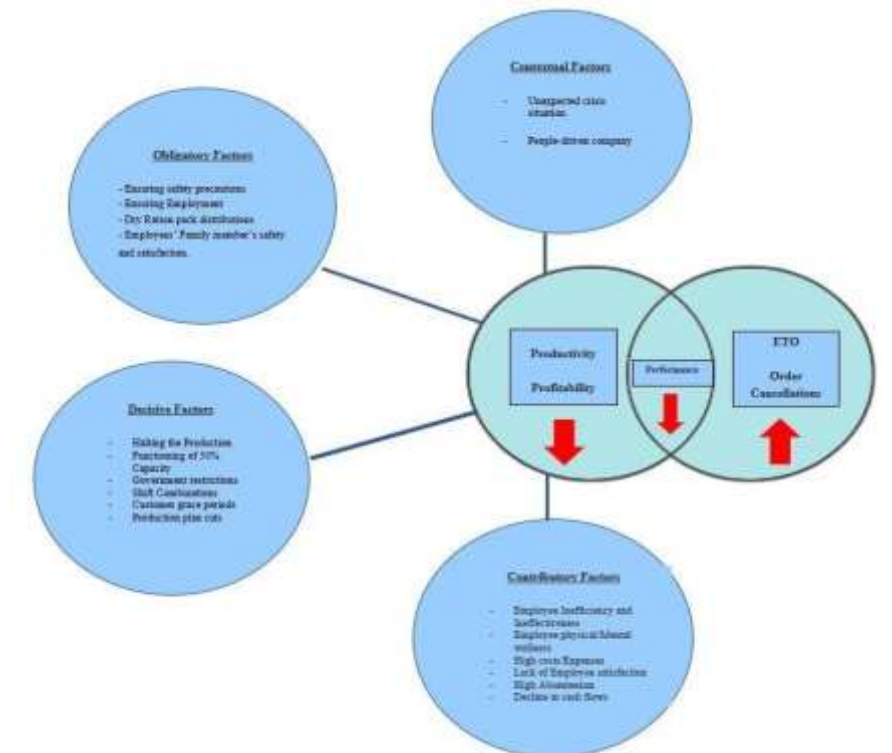 Contextual Factors
- Unexpected crisis
situation
- People-driven company
Obligatory Factors
- Ensuring safety precautions
- Ensuring Employment
- Dry Ration pack distributions
- Employees' Family member's safety
and satisfaction.
Productivity
Profitability
Performance
ETO
Order
Cancellations
Decisive Factors
- Halting the Production
- Functioning of 50%
Capacity
- Government restrictions
- Shift Combinations
- Customer grace periods
- Production plan cuts
Contributory Factors
- Employee Inefficiency and
Ineffectiveness
- Employee physical/Mental
wellness
- High costs/Expenses
- Lack of Employee satisfaction
- High Absenteeism
- Decline in cash flows